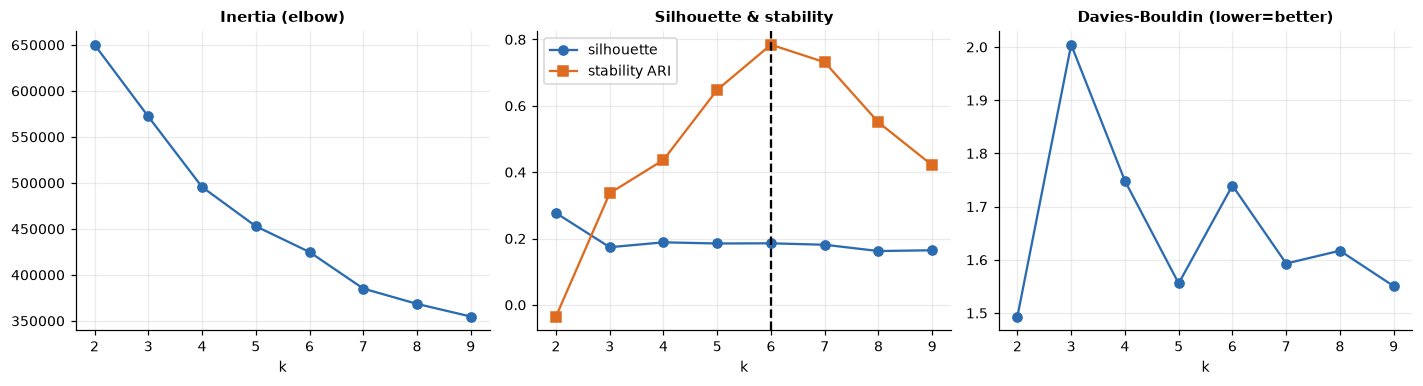 Inertia (elbow)
650000
600000
550000
500000
450000
400000
350000
2 3 4 5 6 7 8 9
k
Silhouette & stability
silhouette
stability ARI
0.8
0.6
0.4
0.2
0.0
2 3 4 5 6 7 8 9
k
Davies-Bouldin (lower=better)
2.0
1.9
1.8
1.7
1.6
1.5
2 3 4 5 6 7 8 9
k